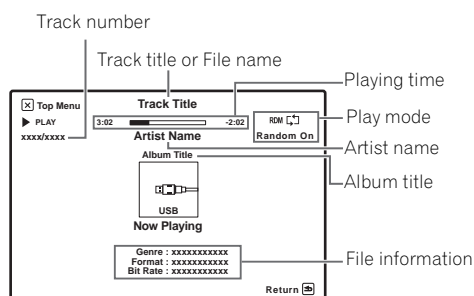 Track number
Track title or File name
Playing time
Top Menu
Track Title
PLAY
3:02
-2:02
RDM
Play mode
xxxx/xxxx
Artist Name
Random On
Artist name
Album Title
Album title
USB
Now Playing
Genre : xxxxxxxxxxx
Format : xxxxxxxxxxx
File information
Bit Rate : xxxxxxxxxxx
Return